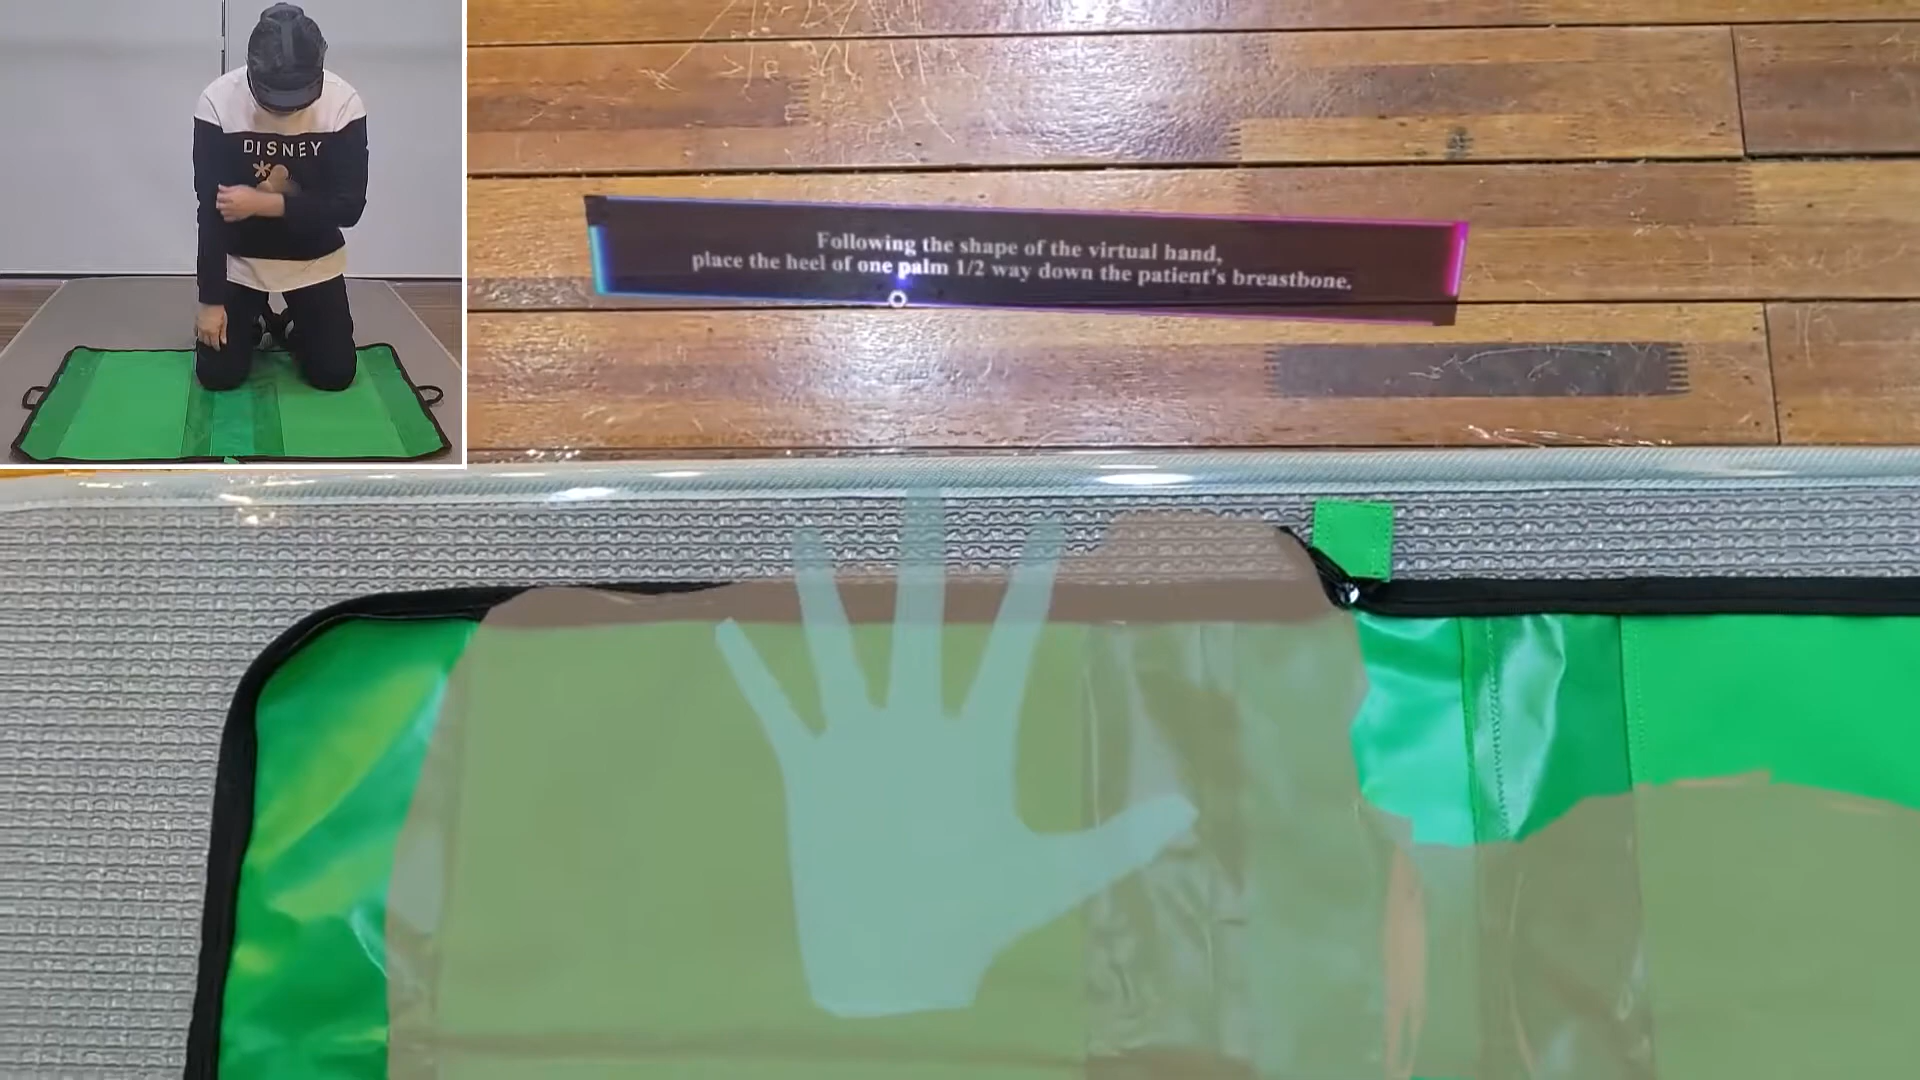 DISNEY
Following the shape of the virtual hand,
place the heel of one palm 1/2 way down the patient's breastbone.